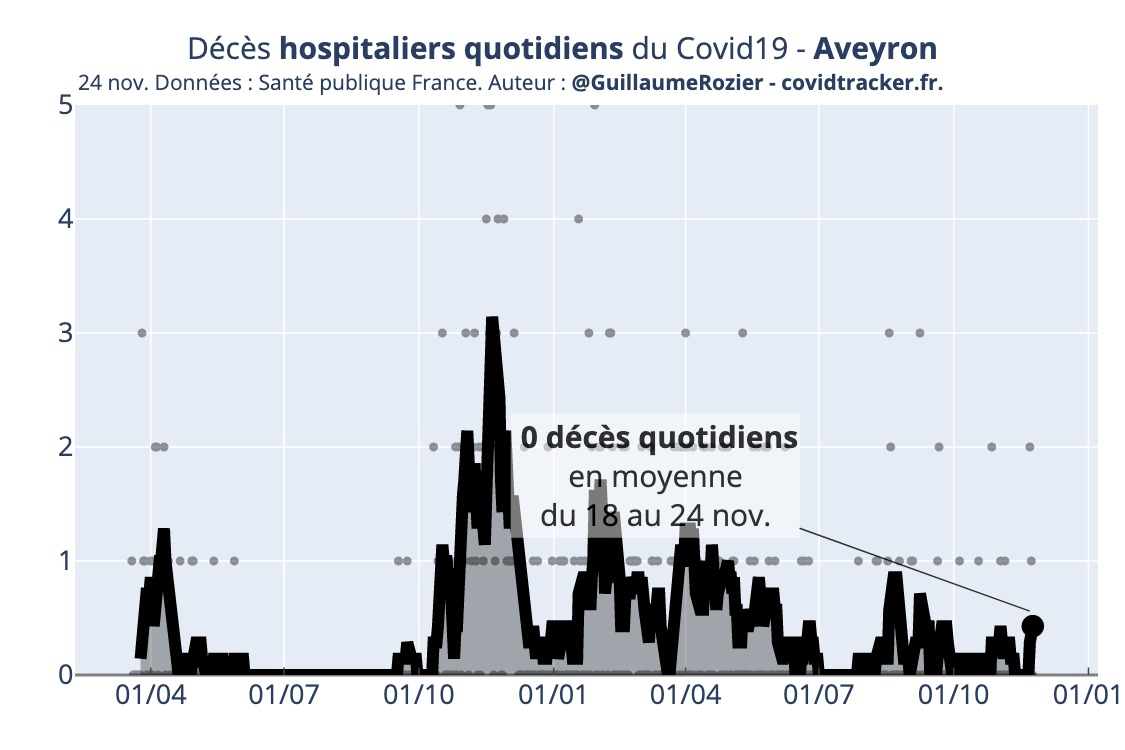 Décès hospitaliers quotidiens du Covid19 - Aveyron
24 nov. Données : Santé publique France. Auteur : @GuillaumeRozier - covidtracker.fr.
5
4
3
2
1
0
0 décès quotidiens
en moyenne
du 18 au 24 nov.
01/04 01/07 01/10 01/01 01/04 01/07 01/10 01/01